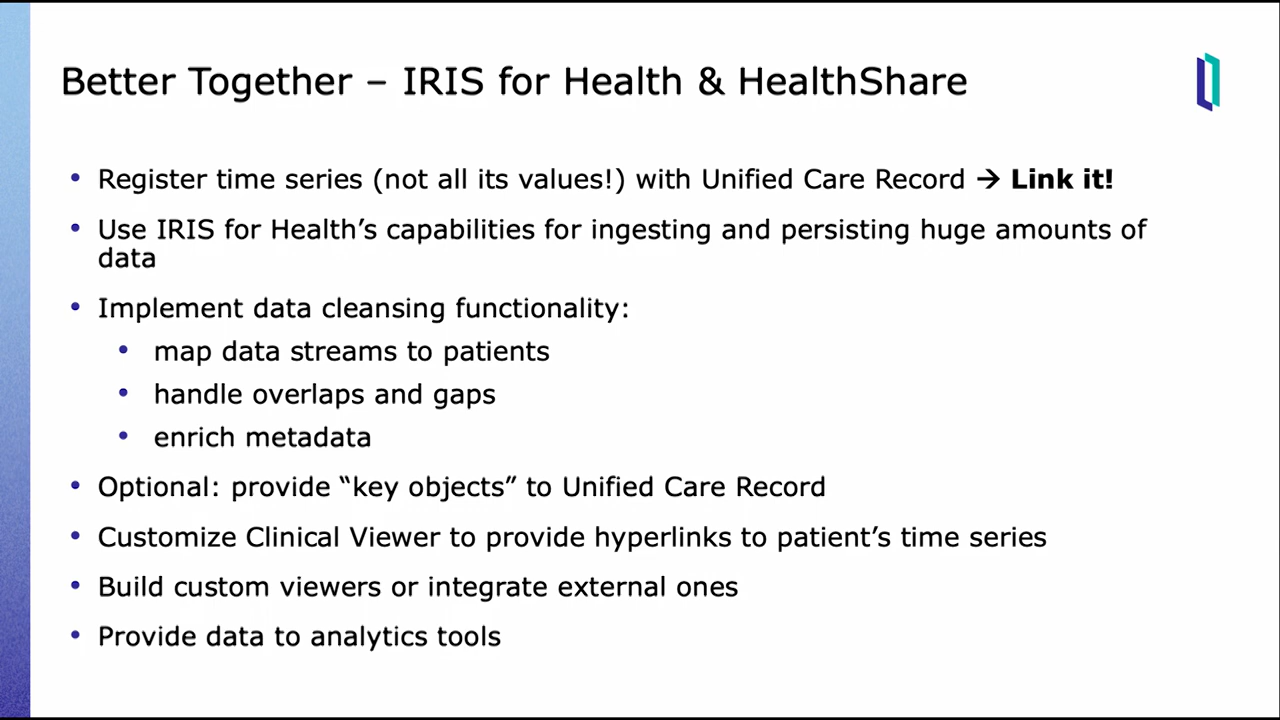 Better Together – IRIS for Health & HealthShare
• Register time series (not all its values!) with Unified Care Record → Link it!
• Use IRIS for Health’s capabilities for ingesting and persisting huge amounts of
data
• Implement data cleansing functionality:
• map data streams to patients
• handle overlaps and gaps
• enrich metadata
• Optional: provide “key objects” to Unified Care Record
• Customize Clinical Viewer to provide hyperlinks to patient’s time series
• Build custom viewers or integrate external ones
• Provide data to analytics tools